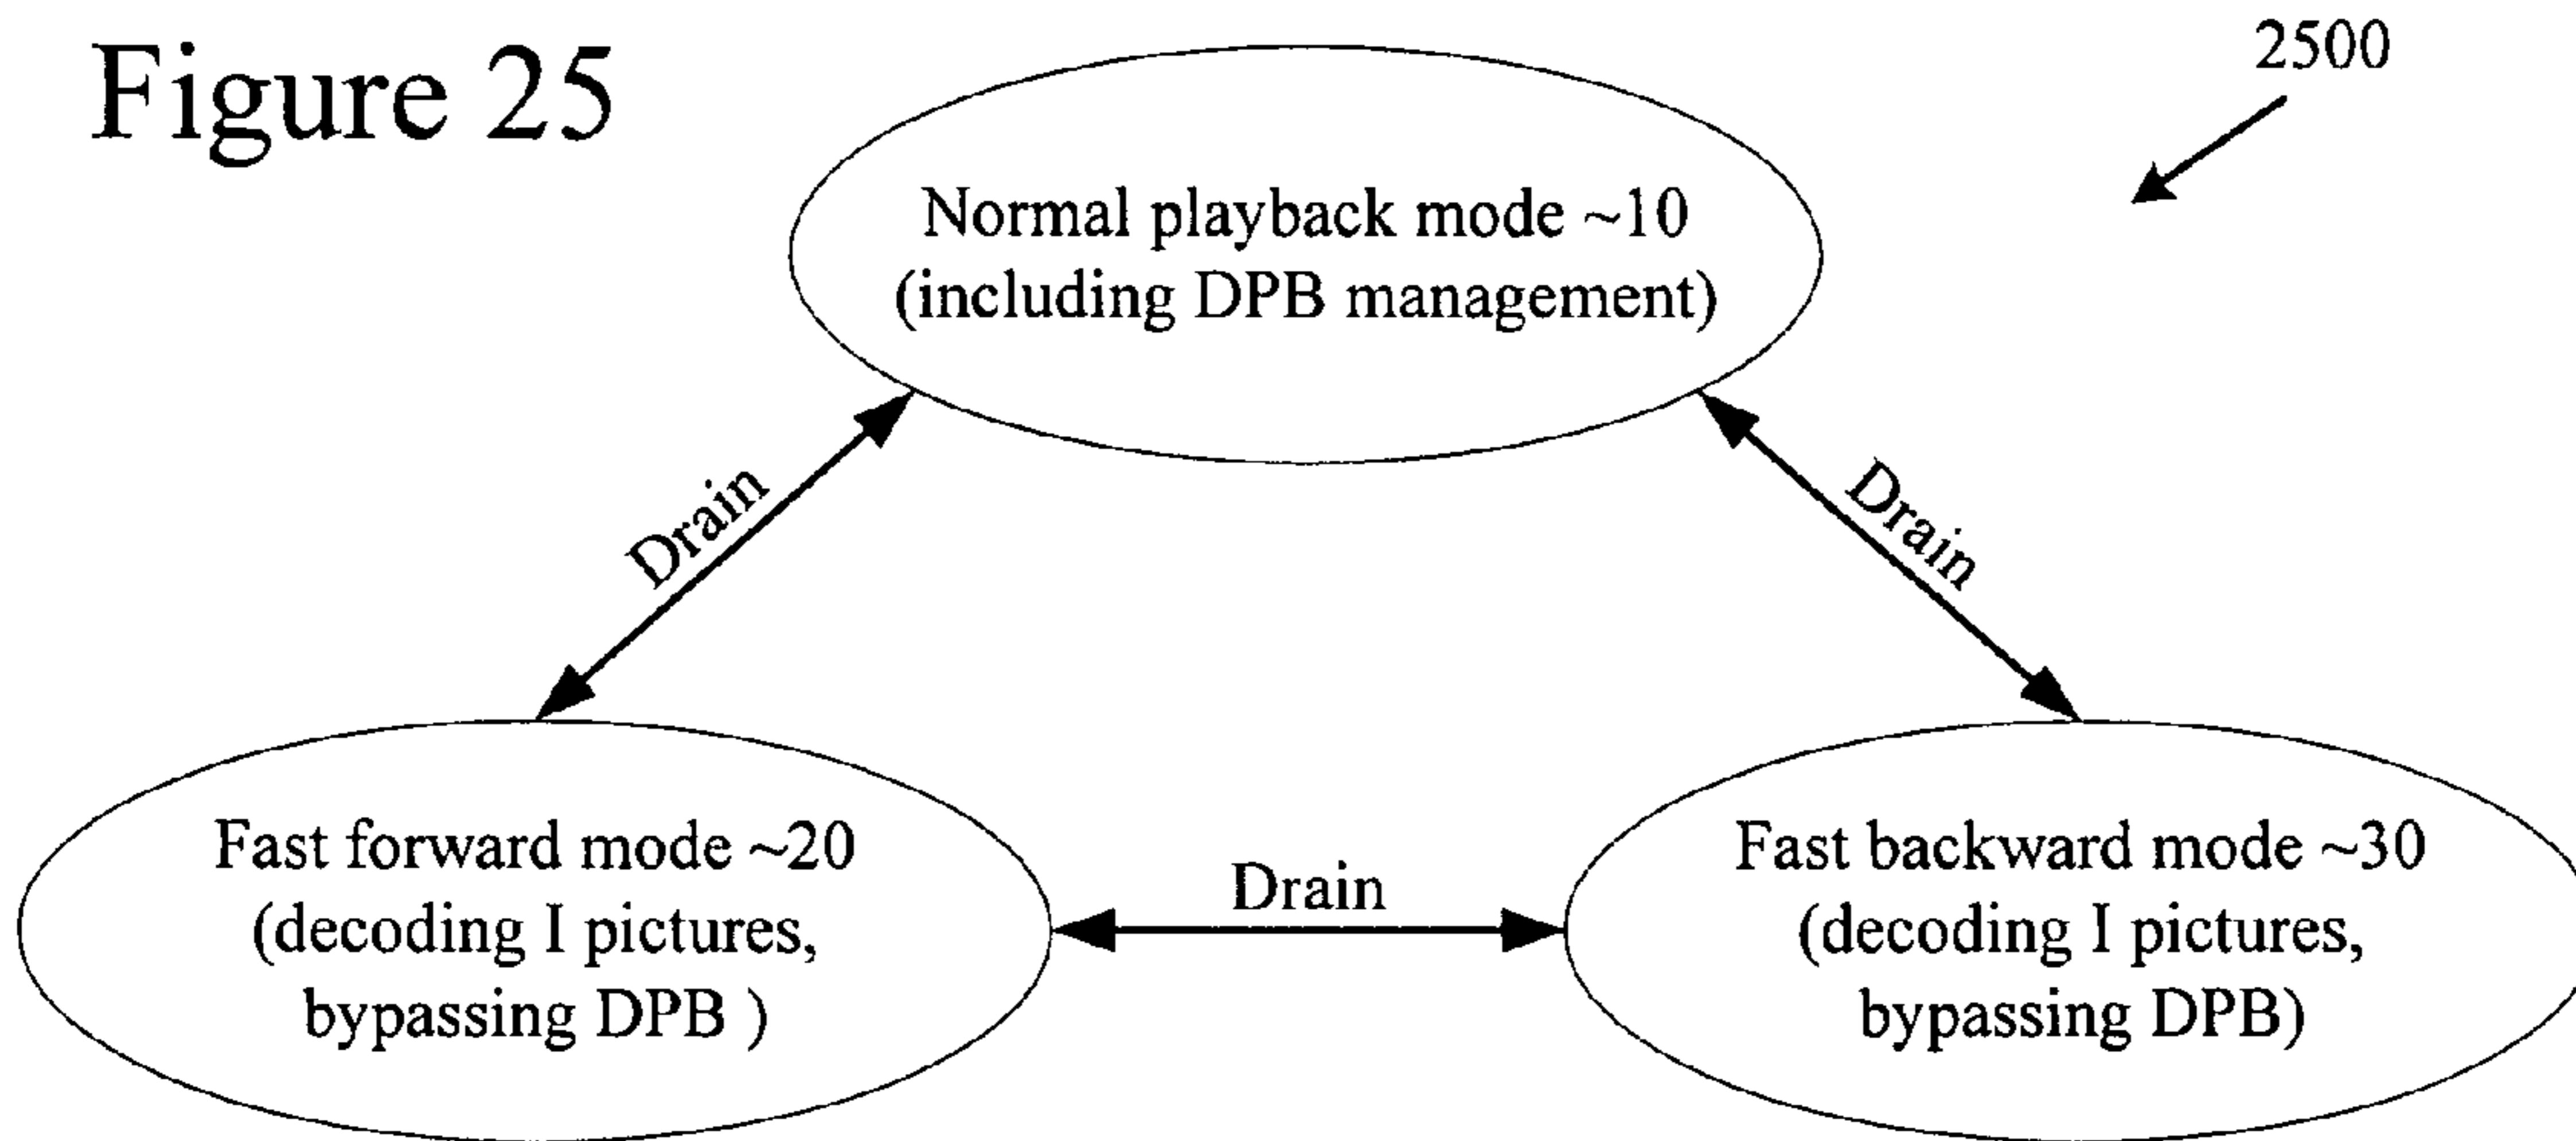 Figure 25
2500
Normal playback mode ~10
(including DPB management)
Drain
Drain
Fast forward mode ~20
(decoding I pictures,
bypassing DPB )
Drain
Fast backward mode ~30
(decoding I pictures,
bypassing DPB)